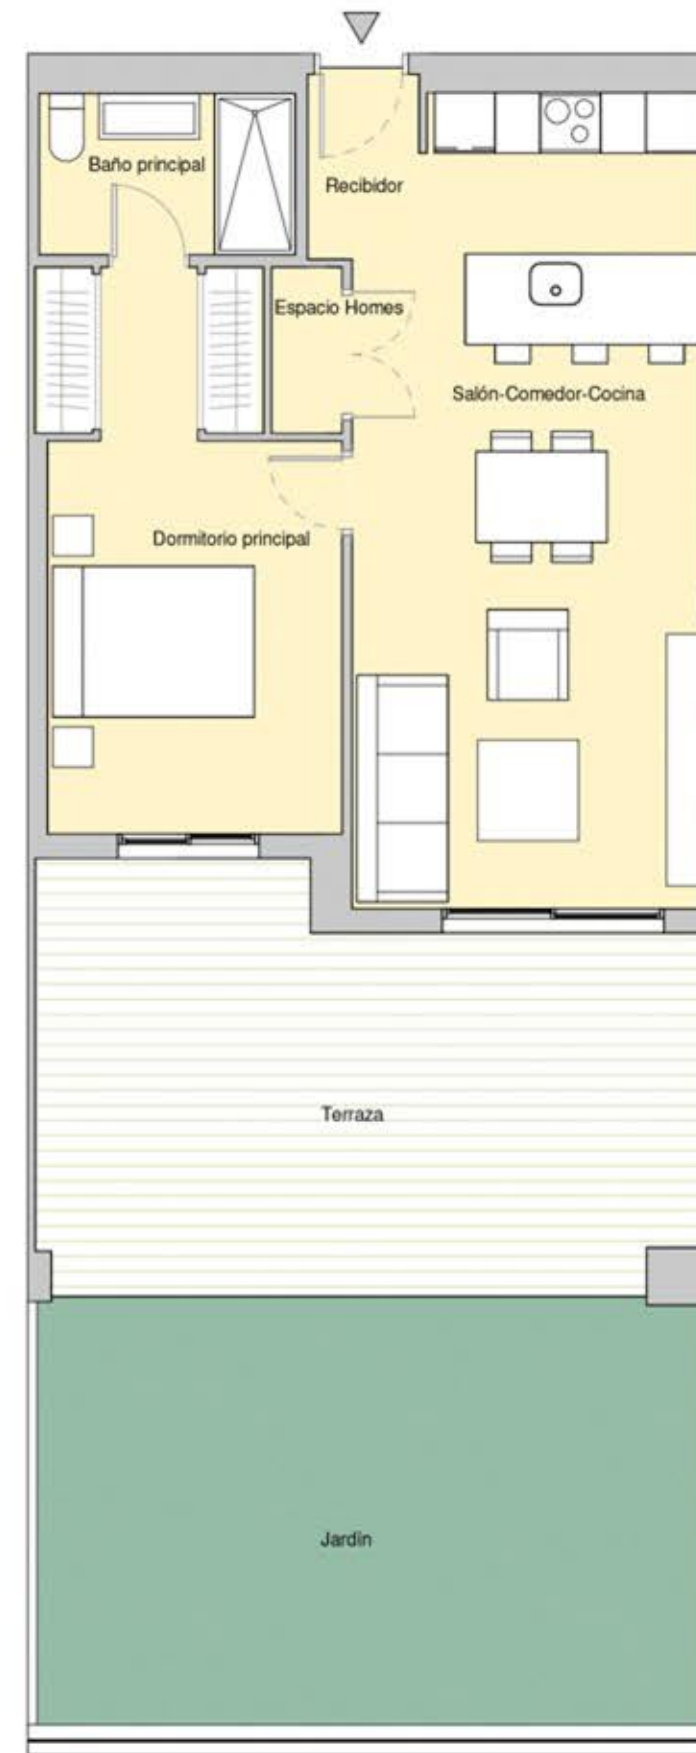 Baño principal
Recibidor
Espacio Homes
Salón-Comedor-Cocina
Dormitorio principal
Terraza
Jardín